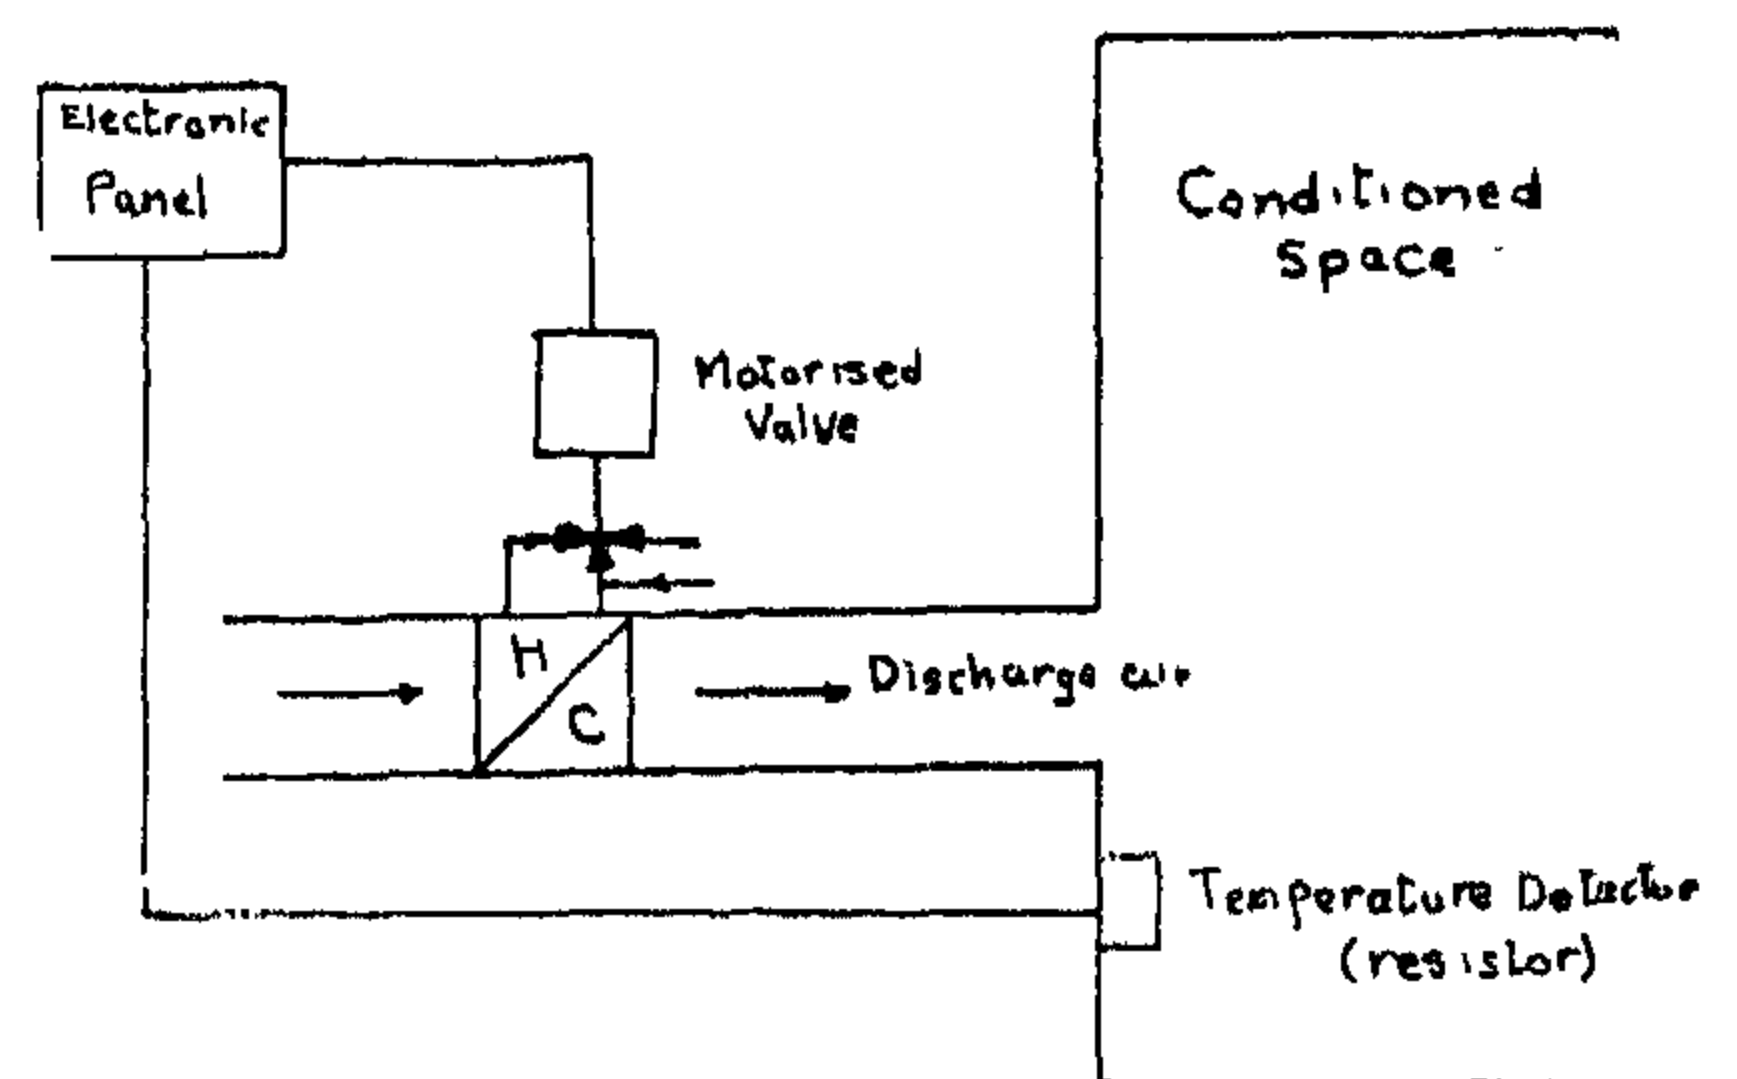 Electronic
Panel
Conditioned
Space
Motorised
Valve
H
C
Discharge air
Temperature Detector
(resistor)